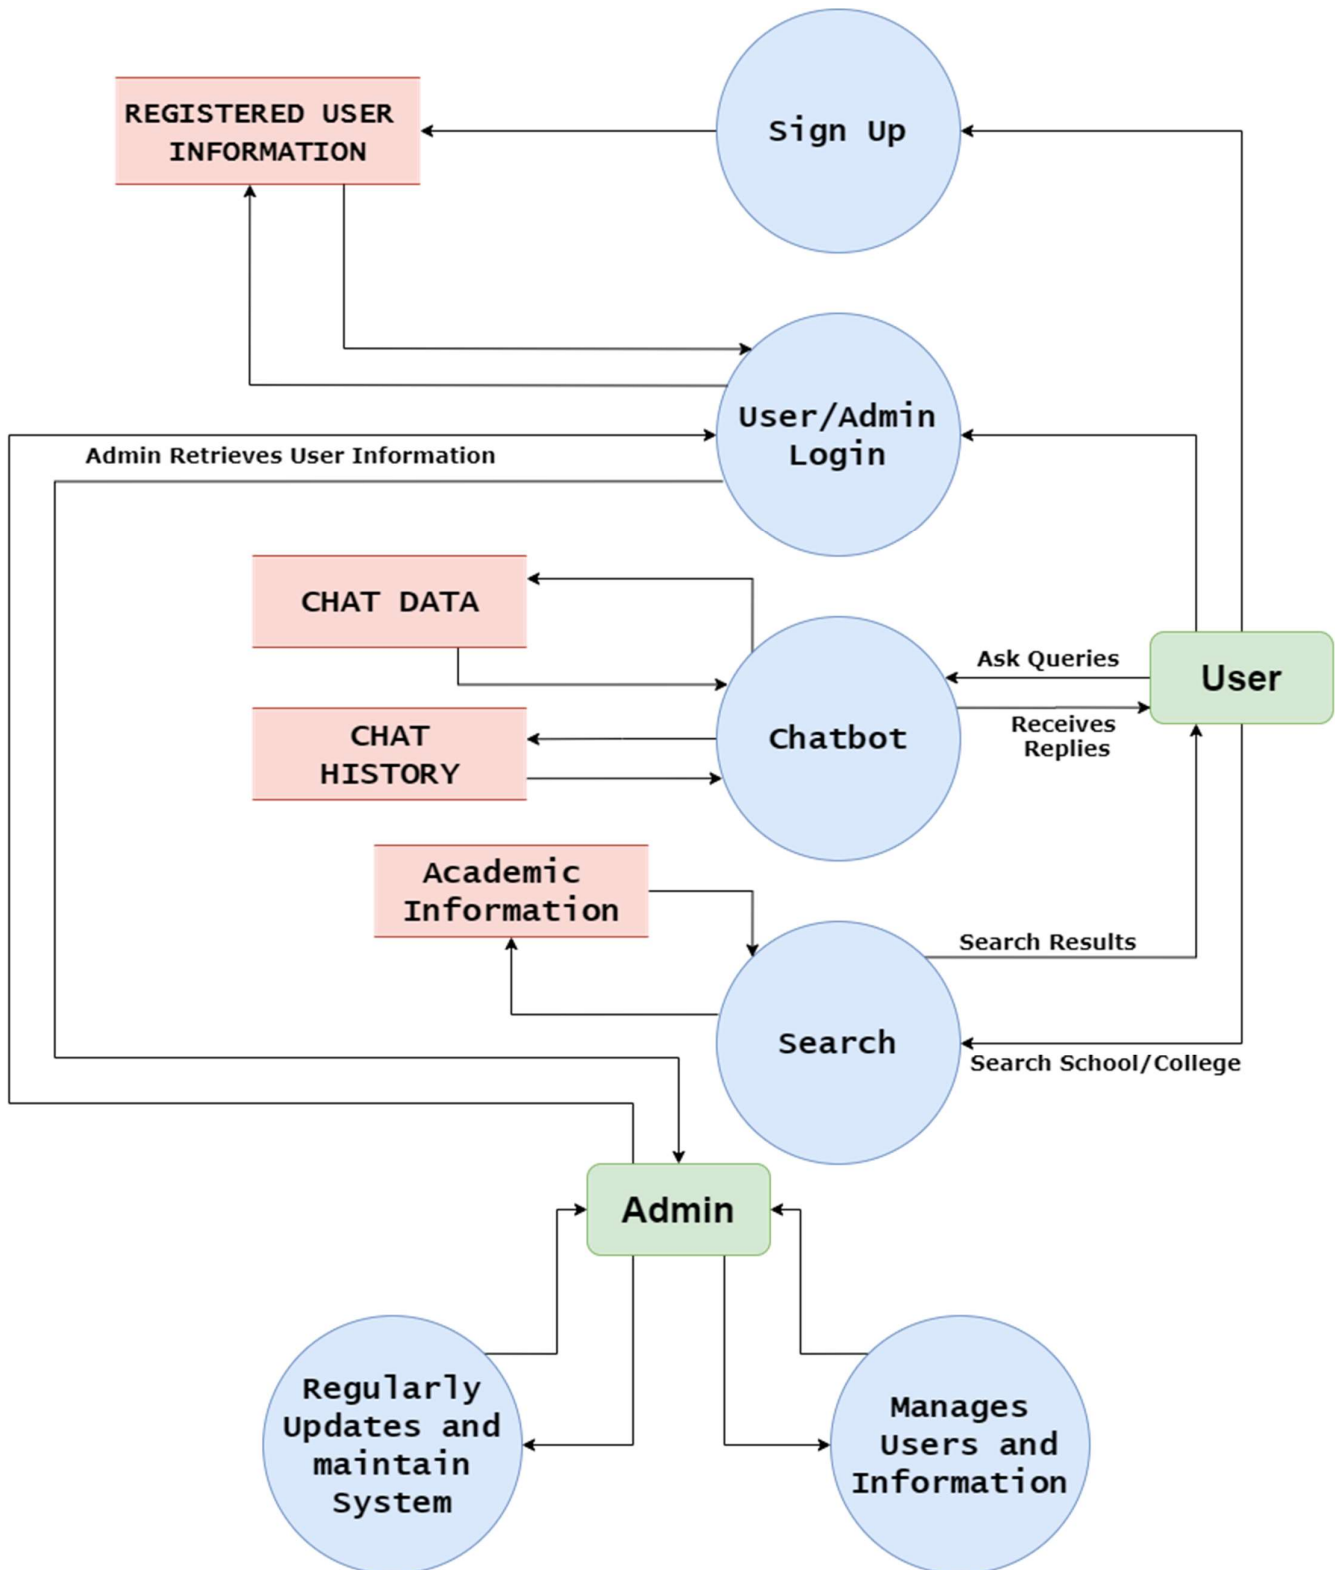 REGISTERED USER
INFORMATION
Sign Up
User/Admin
Login
Admin Retrieves User Information
CHAT DATA
Ask Queries
User
CHAT
HISTORY
Chatbot
Receives
Replies
Academic
Information
Search Results
Search
Search School/College
Admin
Regularly
Updates and
maintain
System
Manages
Users and
Information